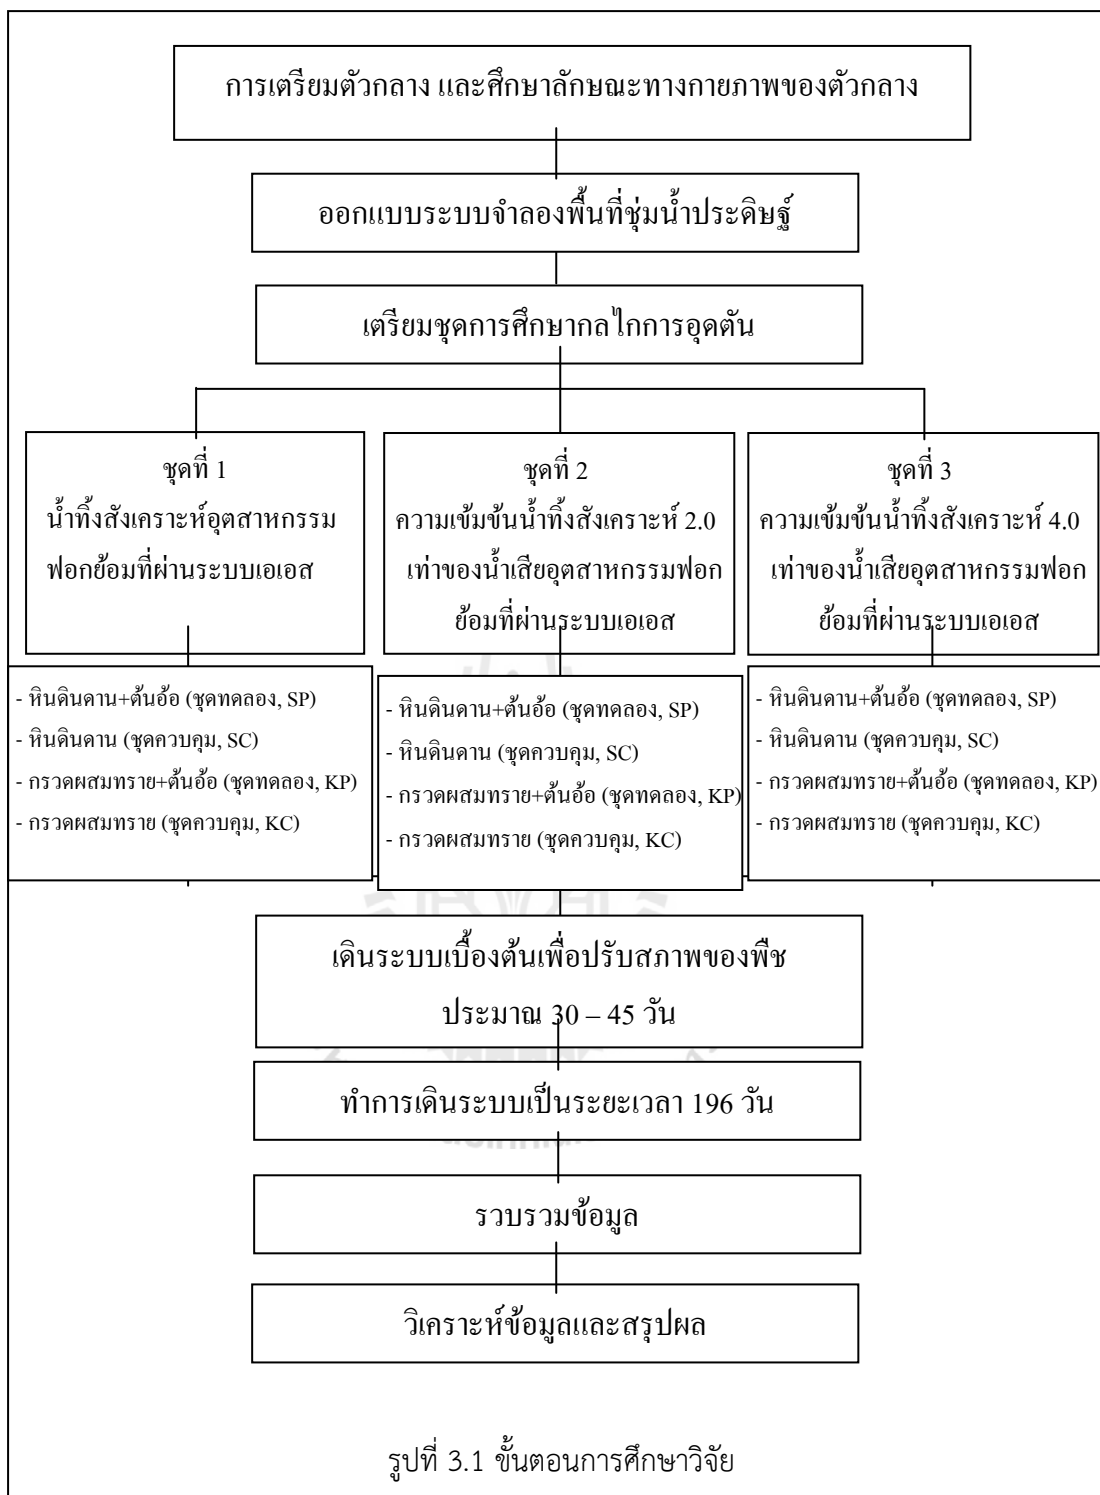 การเตรียมตัวกลาง และศึกษาลักษณะทางกายภาพของตัวกลาง
ออกแบบระบบจำลองพื้นที่ชุ่มน้ำประดิษฐ์
เตรียมชุดการศึกษากลไกการอุดตัน
ชุดที่ 1
น้ำทิ้งสังเคราะห์อุตสาหกรรม
ฟอกย้อมที่ผ่านระบบเอเอส
ชุดที่ 2
ความเข้มข้นน้ำทิ้งสังเคราะห์ 2.0
เท่าของน้ำเสียอุตสาหกรรมฟอก
ย้อมที่ผ่านระบบเอเอส
ชุดที่ 3
ความเข้มข้นน้ำทิ้งสังเคราะห์ 4.0
เท่าของน้ำเสียอุตสาหกรรมฟอก
ย้อมที่ผ่านระบบเอเอส
- หินดินดาน+ต้นอ้อ (ชุดทดลอง, SP)
- หินดินดาน (ชุดควบคุม, SC)
- กรวดผสมทราย+ต้นอ้อ (ชุดทดลอง, KP)
- กรวดผสมทราย (ชุดควบคุม, KC)
- หินดินดาน+ต้นอ้อ (ชุดทดลอง, SP)
- หินดินดาน (ชุดควบคุม, SC)
- กรวดผสมทราย+ต้นอ้อ (ชุดทดลอง, KP)
- กรวดผสมทราย (ชุดควบคุม, KC)
- หินดินดาน+ต้นอ้อ (ชุดทดลอง, SP)
- หินดินดาน (ชุดควบคุม, SC)
- กรวดผสมทราย+ต้นอ้อ (ชุดทดลอง, KP)
- กรวดผสมทราย (ชุดควบคุม, KC)
เดินระบบเบื้องต้นเพื่อปรับสภาพของพืช
ประมาณ 30 – 45 วัน
ทำการเดินระบบเป็นระยะเวลา 196 วัน
รวบรวมข้อมูล
วิเคราะห์ข้อมูลและสรุปผล
รูปที่ 3.1 ขั้นตอนการศึกษาวิจัย